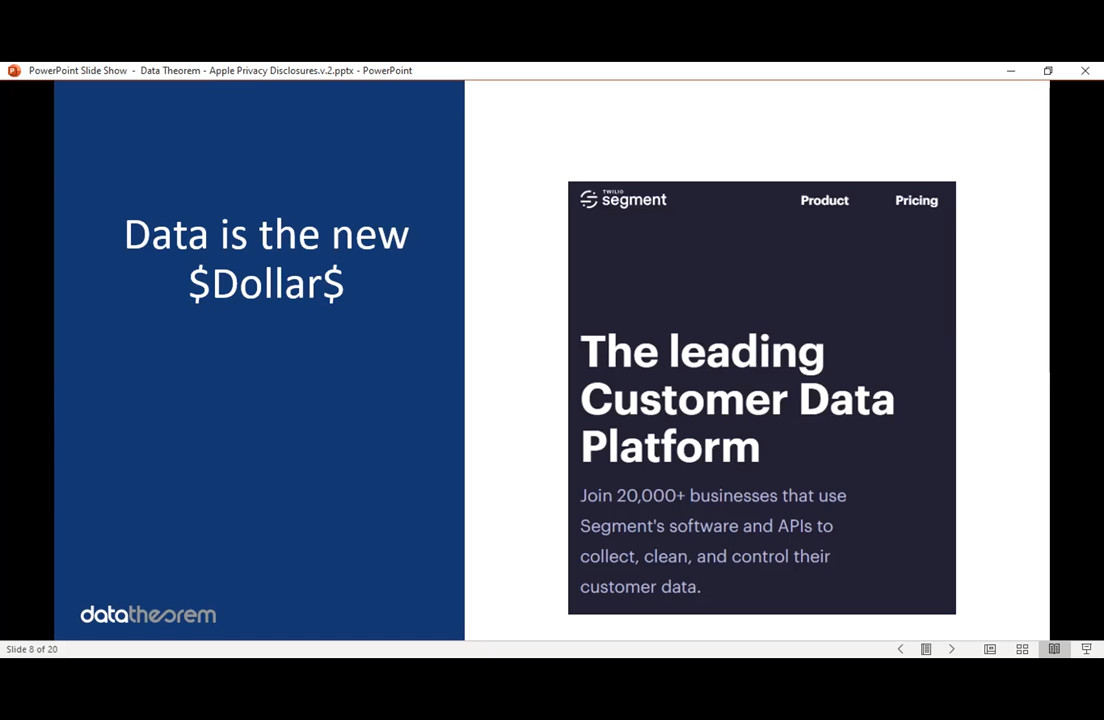 PowerPoint Slide Show - Data Theorem - Apple Privacy Disclosures.v.2.pptx - PowerPoint
Data is the new
$Dollar$
datatheorem
TWILIO
segment
Product
Pricing
The leading
Customer Data
Platform
Join 20,000+ businesses that use
Segment's software and APIs to
collect, clean, and control their
customer data.
Slide 8 of 20